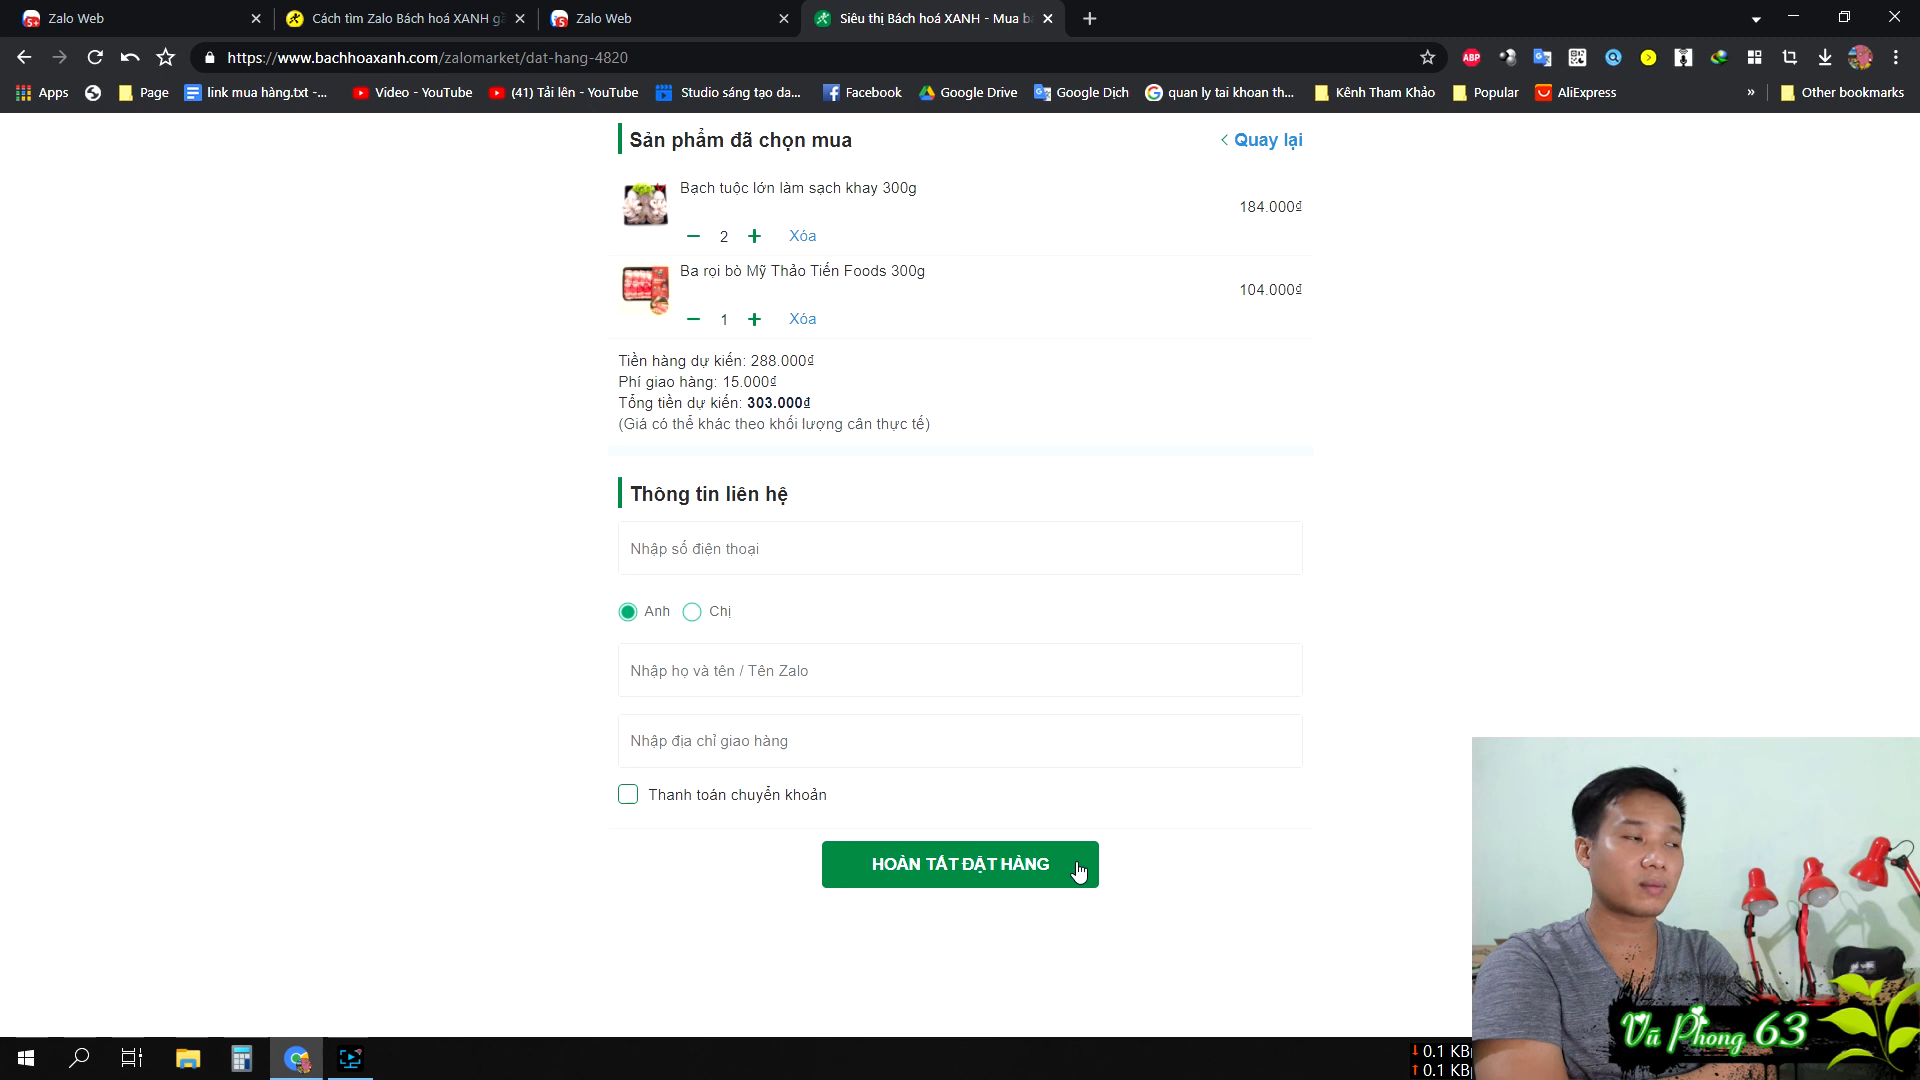 Zalo Web
Cách tìm Zalo Bách hoá XANH g
Zalo Web
Siêu thị Bách hoá XANH - Mua b
https://www.bachhoaxanh.com/zalomarket/dat-hang-4820
ABP
Apps
Page
link mua hàng.txt -...
Video - YouTube
(41) Tải lên - YouTube
Studio sáng tạo da...
Facebook
Google Drive
Google Dịch
quan ly tai khoan th...
Kênh Tham Khảo
Popular
AliExpress
»
Other bookmarks
Sản phẩm đã chọn mua
Quay lại
Bạch tuộc lớn làm sạch khay 300g
184.000₫
2
Xóa
Ba rọi bò Mỹ Thảo Tiến Foods 300g
104.000₫
1
Xóa
Tiền hàng dự kiến: 288.000₫
Phí giao hàng: 15.000₫
Tổng tiền dự kiến: 303.000₫
(Giá có thể khác theo khối lượng cân thực tế)
Thông tin liên hệ
Nhập số điện thoại
Anh
Chị
Nhập họ và tên / Tên Zalo
Nhập địa chỉ giao hàng
Thanh toán chuyển khoản
HOÀN TẤT ĐẶT HÀNG
Vũ Phong 63
0.1 KB
0.1 KB